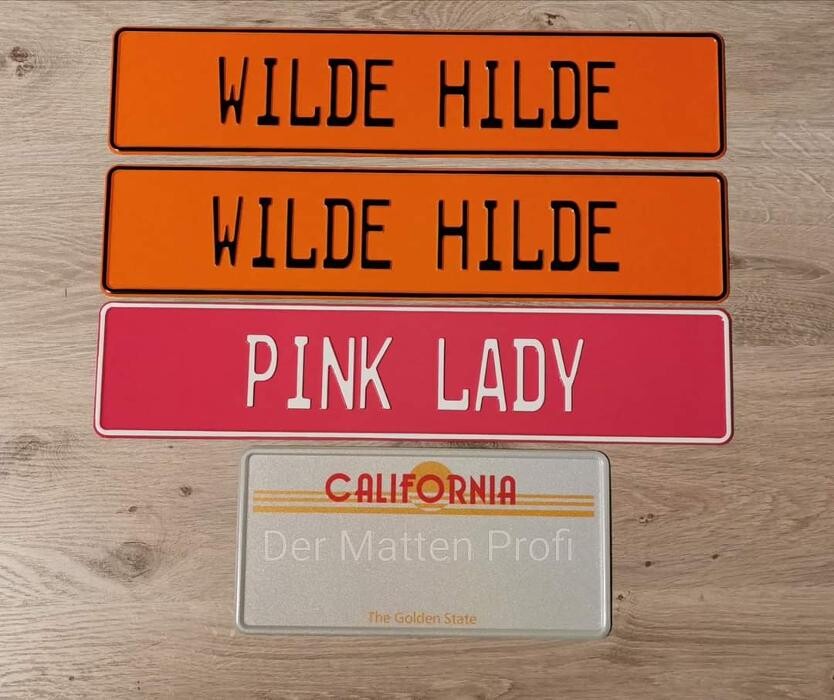 WILDE HILDE
WILDE HILDE
PINK LADY
CALIFORNIA
Der Matten Profi
The Golden State